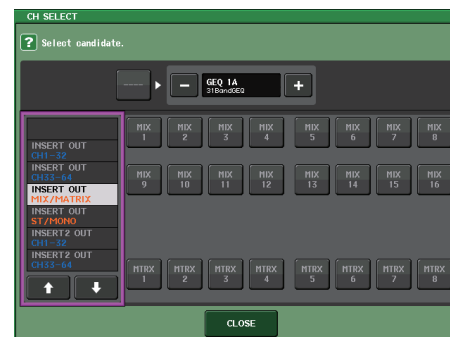 CH SELECT
? Select candidate.
----
−
GEQ 1A
31BandGEQ
+
INSERT OUT
CH1-32
INSERT OUT
CH33-64
INSERT OUT
MIX/MATRIX
INSERT OUT
ST/MONO
INSERT2 OUT
CH1-32
INSERT2 OUT
CH33-64
MIX 1 MIX 2 MIX 3 MIX 4 MIX 5 MIX 6 MIX 7 MIX 8
MIX 9 MIX 10 MIX 11 MIX 12 MIX 13 MIX 14 MIX 15 MIX 16
MTRX 1 MTRX 2 MTRX 3 MTRX 4 MTRX 5 MTRX 6 MTRX 7 MTRX 8
CLOSE